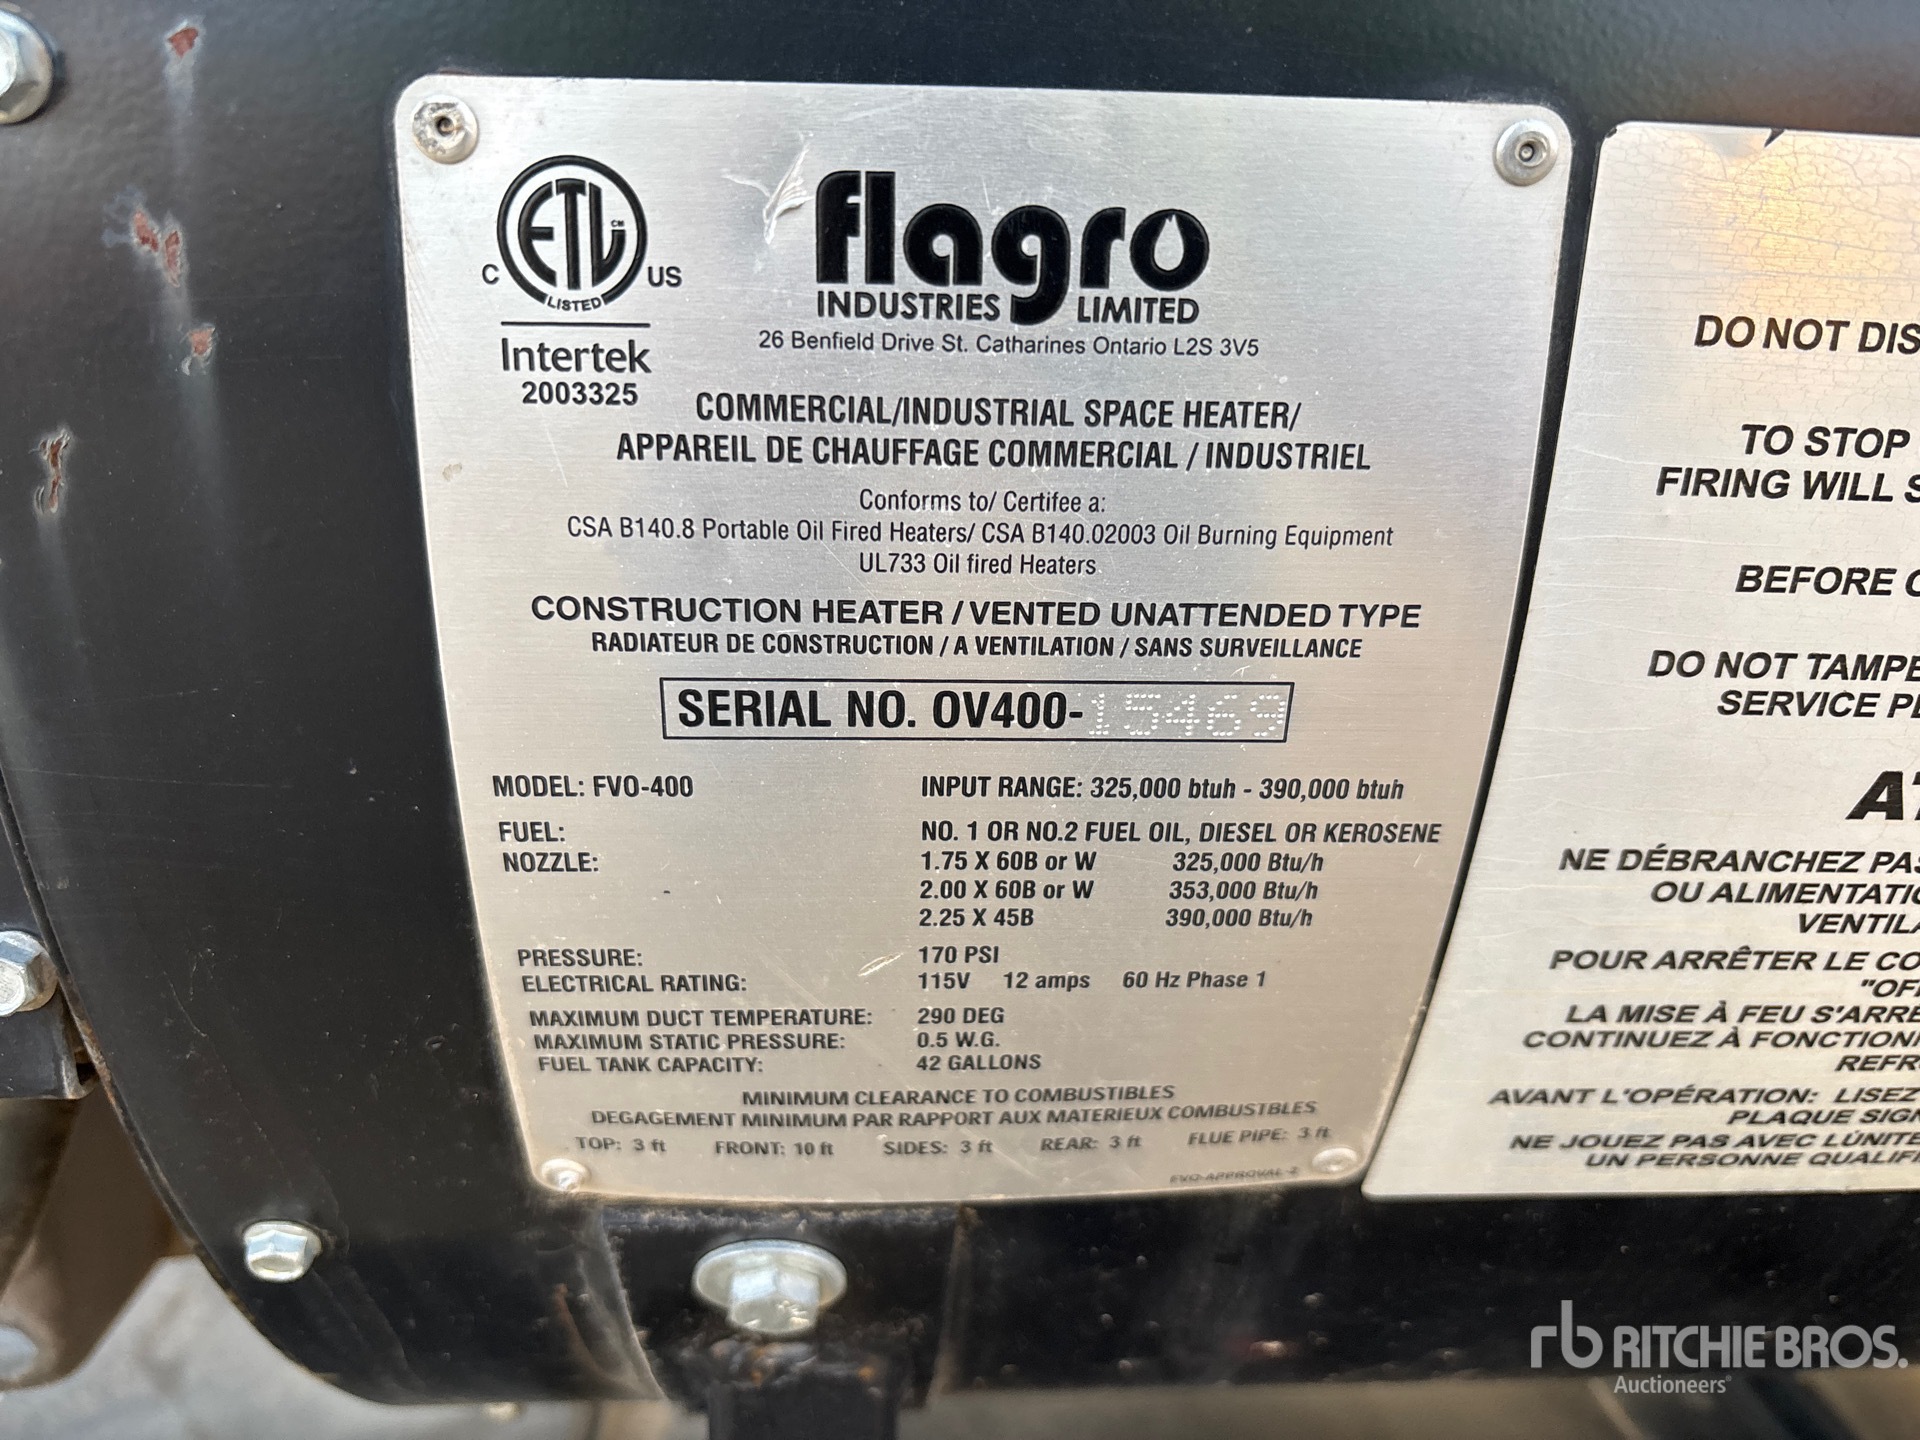 C ETL CM US
LISTED
Intertek
2003325
flagro
INDUSTRIES LIMITED
26 Benfield Drive St. Catharines Ontario L2S 3V5
COMMERCIAL/INDUSTRIAL SPACE HEATER/
APPAREIL DE CHAUFFAGE COMMERCIAL / INDUSTRIEL
Conforms to/ Certifee a:
CSA B140.8 Portable Oil Fired Heaters/ CSA B140.02003 Oil Burning Equipment
UL733 Oil fired Heaters
CONSTRUCTION HEATER / VENTED UNATTENDED TYPE
RADIATEUR DE CONSTRUCTION / A VENTILATION / SANS SURVEILLANCE
SERIAL NO. OV400-15469
MODEL: FVO-400 INPUT RANGE: 325,000 btuh - 390,000 btuh
FUEL: NO. 1 OR NO.2 FUEL OIL, DIESEL OR KEROSENE
NOZZLE: 1.75 X 60B or W 325,000 Btu/h
2.00 X 60B or W 353,000 Btu/h
2.25 X 45B 390,000 Btu/h
PRESSURE: 170 PSI
ELECTRICAL RATING: 115V 12 amps 60 Hz Phase 1
MAXIMUM DUCT TEMPERATURE: 290 DEG
MAXIMUM STATIC PRESSURE: 0.5 W.G.
FUEL TANK CAPACITY: 42 GALLONS
MINIMUM CLEARANCE TO COMBUSTIBLES
DEGAGEMENT MINIMUM PAR RAPPORT AUX MATERIEUX COMBUSTBLES
TOP: 3 ft FRONT: 10 ft SIDES: 3 ft REAR: 3 ft FLUE PIPE: 3 ft
FVO-APPROVAL-2
DO NOT DIS
TO STOP
FIRING WILL S
BEFORE O
DO NOT TAMPE
SERVICE PE
AT
NE DÉBRANCHEZ PAS
OU ALIMENTATIO
VENTILA
POUR ARRÊTER LE CO
"OFF
LA MISE À FEU S'ARRÊ
CONTINUEZ À FONCTIONN
REFRO
AVANT L'OPÉRATION: LISEZ
PLAQUE SIGN
NE JOUEZ PAS AVEC LÚNITE
UN PERSONNE QUALIFI
rb RITCHIE BROS.
Auctioneers